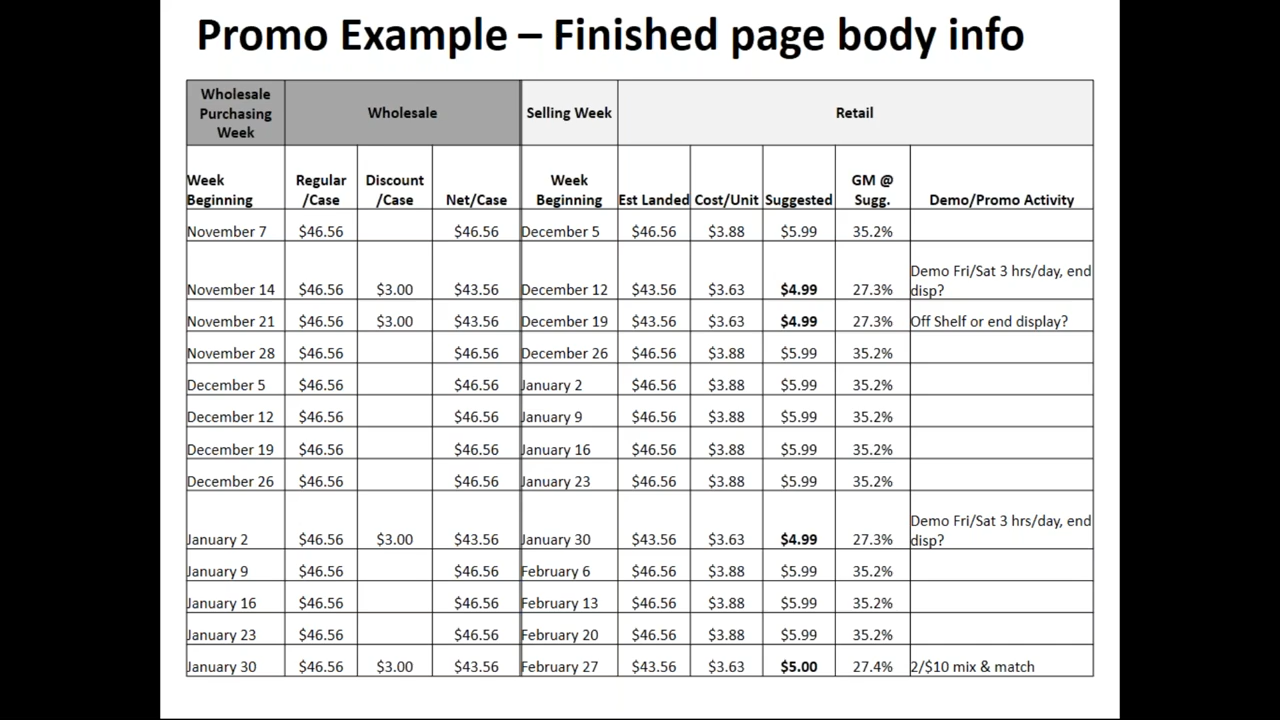 Promo Example – Finished page body info
Wholesale Purchasing Week Wholesale Selling Week Retail
Week Beginning Regular /Case Discount /Case Net/Case Week Beginning Est Landed Cost/Unit Suggested GM @ Sugg. Demo/Promo Activity
November 7 $46.56 $46.56 December 5 $46.56 $3.88 $5.99 35.2%
November 14 $46.56 $3.00 $43.56 December 12 $43.56 $3.63 $4.99 27.3% Demo Fri/Sat 3 hrs/day, end disp?
November 21 $46.56 $3.00 $43.56 December 19 $43.56 $3.63 $4.99 27.3% Off Shelf or end display?
November 28 $46.56 $46.56 December 26 $46.56 $3.88 $5.99 35.2%
December 5 $46.56 $46.56 January 2 $46.56 $3.88 $5.99 35.2%
December 12 $46.56 $46.56 January 9 $46.56 $3.88 $5.99 35.2%
December 19 $46.56 $46.56 January 16 $46.56 $3.88 $5.99 35.2%
December 26 $46.56 $46.56 January 23 $46.56 $3.88 $5.99 35.2%
January 2 $46.56 $3.00 $43.56 January 30 $43.56 $3.63 $4.99 27.3% Demo Fri/Sat 3 hrs/day, end disp?
January 9 $46.56 $46.56 February 6 $46.56 $3.88 $5.99 35.2%
January 16 $46.56 $46.56 February 13 $46.56 $3.88 $5.99 35.2%
January 23 $46.56 $46.56 February 20 $46.56 $3.88 $5.99 35.2%
January 30 $46.56 $3.00 $43.56 February 27 $43.56 $3.63 $5.00 27.4% 2/$10 mix & match